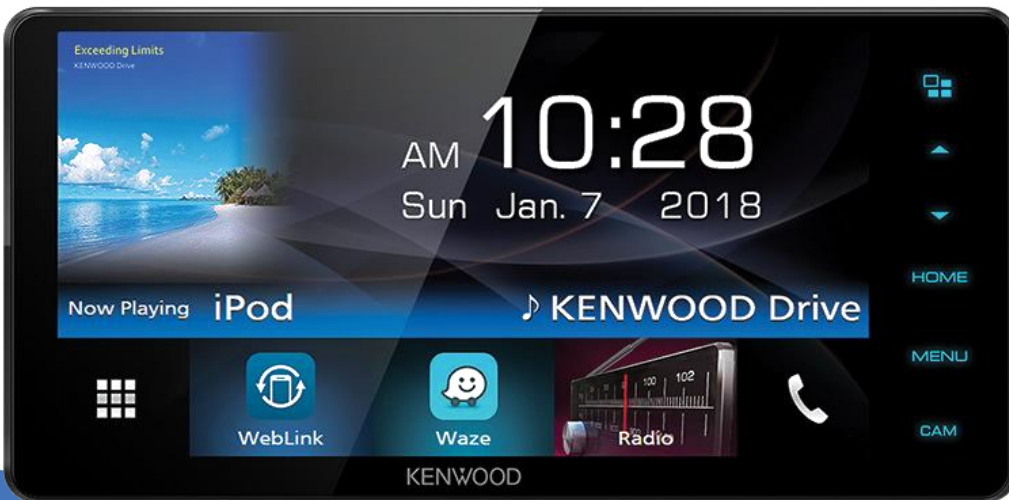 Exceeding Limits
KENWOOD Drive
AM 10:28
Sun Jan. 7 2018
Now Playing iPod ♪ KENWOOD Drive
HOME
MENU
CAM
WebLink
Waze
100 102
Radio
KENWOOD